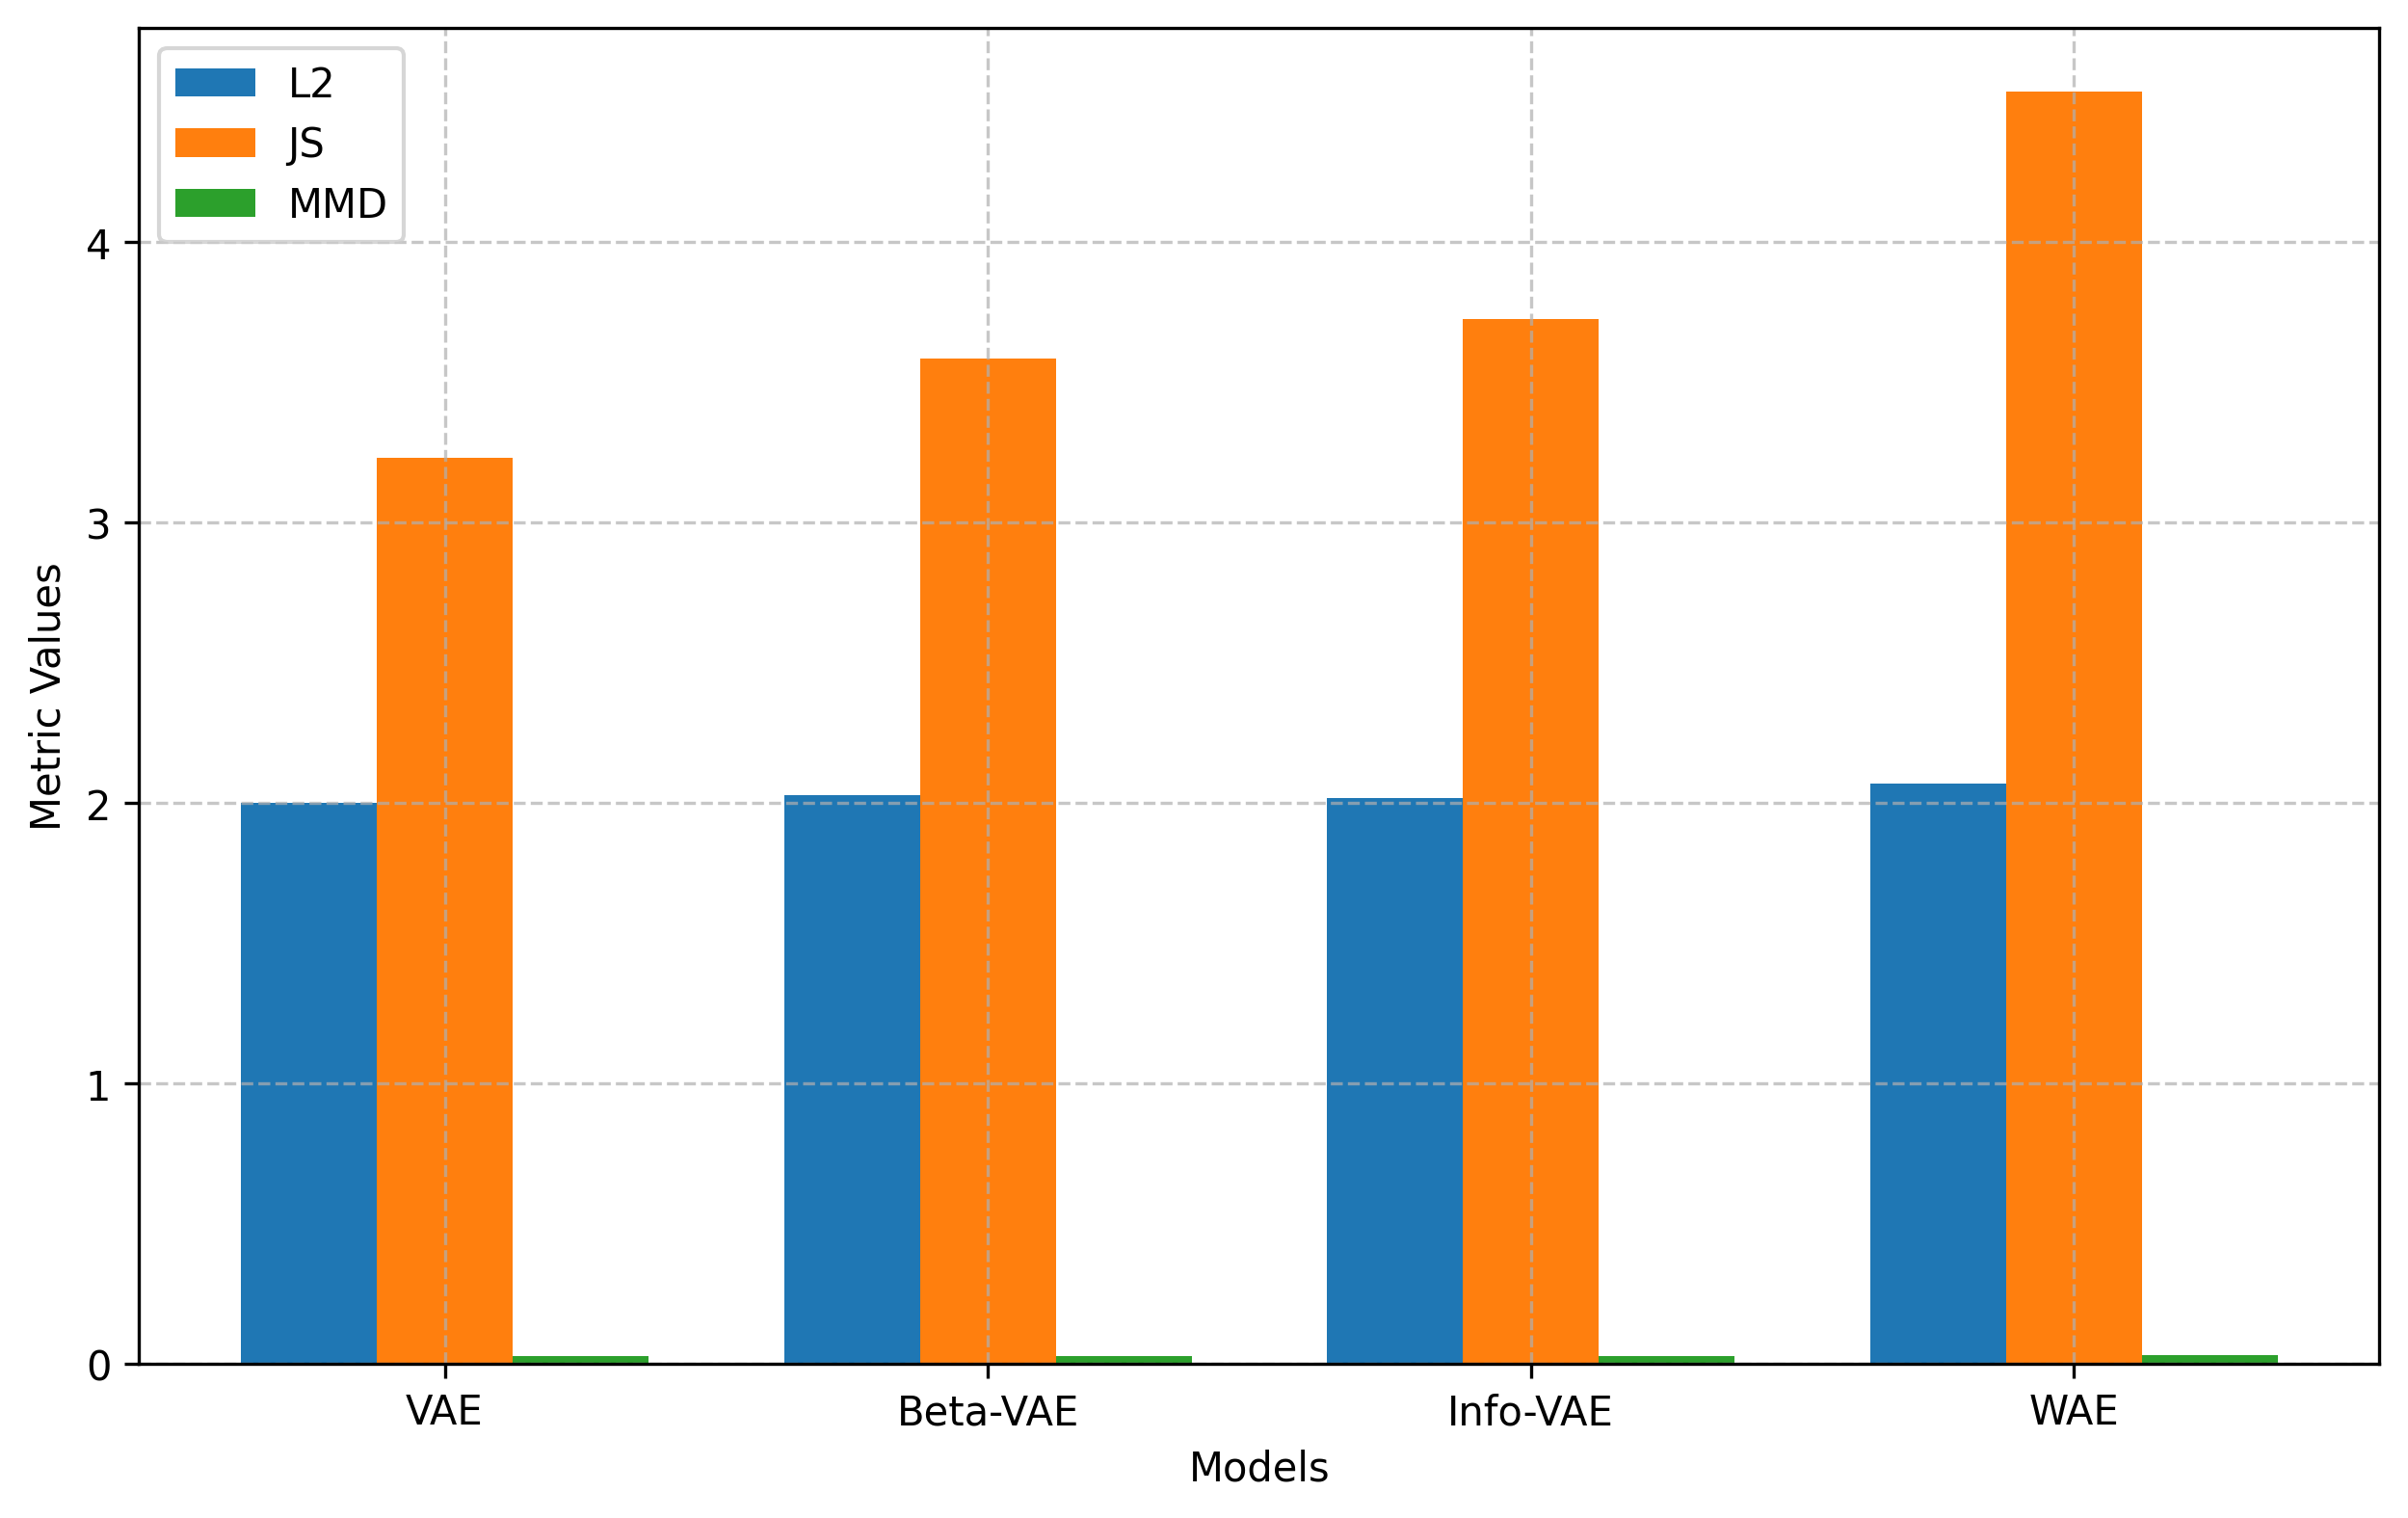 L2
JS
MMD
4
3
2
1
0
Metric Values
VAE
Beta-VAE
Info-VAE
WAE
Models